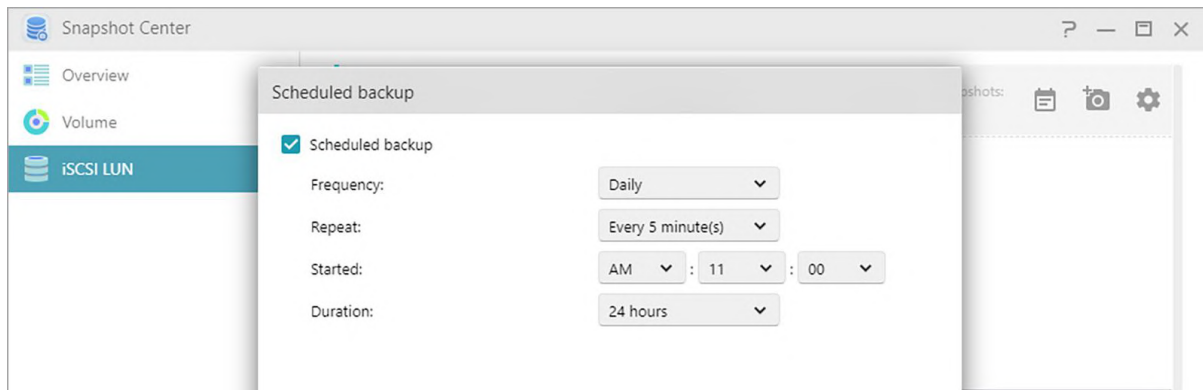 Snapshot Center
Overview
Volume
iSCSI LUN
Scheduled backup
pshots:
Scheduled backup
Frequency: Daily
Repeat: Every 5 minute(s)
Started: AM : 11 : 00
Duration: 24 hours